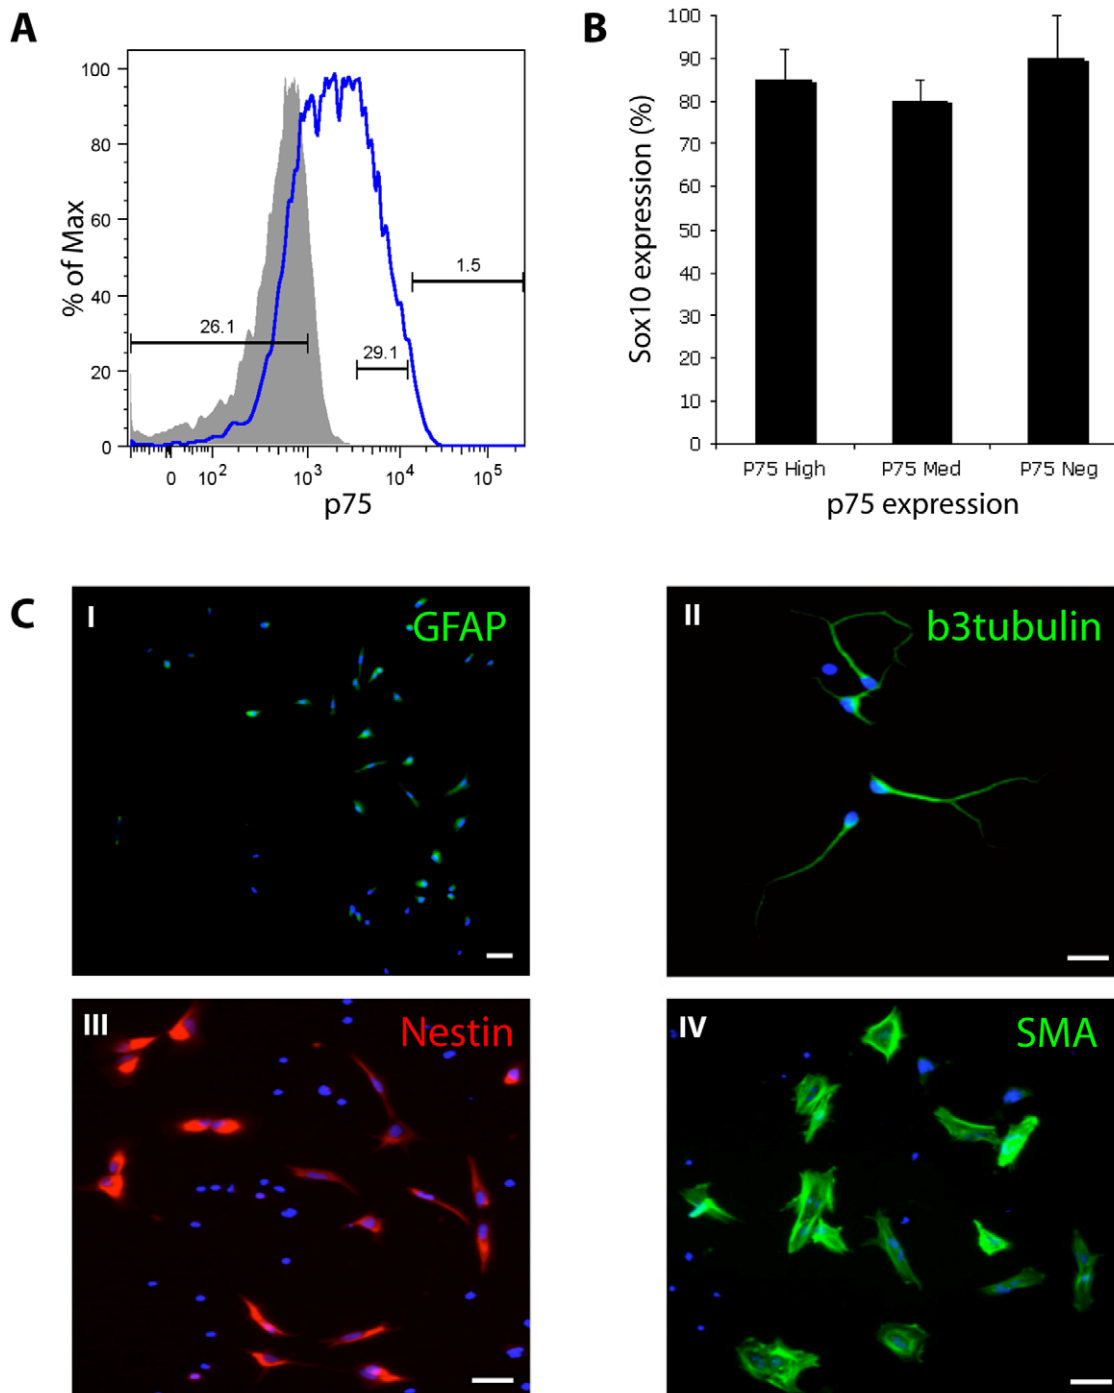 A
% of Max
100
80
60
40
20
0
26.1
29.1
1.5
0 10² 10³ 10⁴ 10⁵
p75
B
Sox10 expression (%)
100
90
80
70
60
50
40
30
20
10
0
P75 High P75 Med P75 Neg
p75 expression
C
I GFAP
II b3tubulin
III Nestin
IV SMA